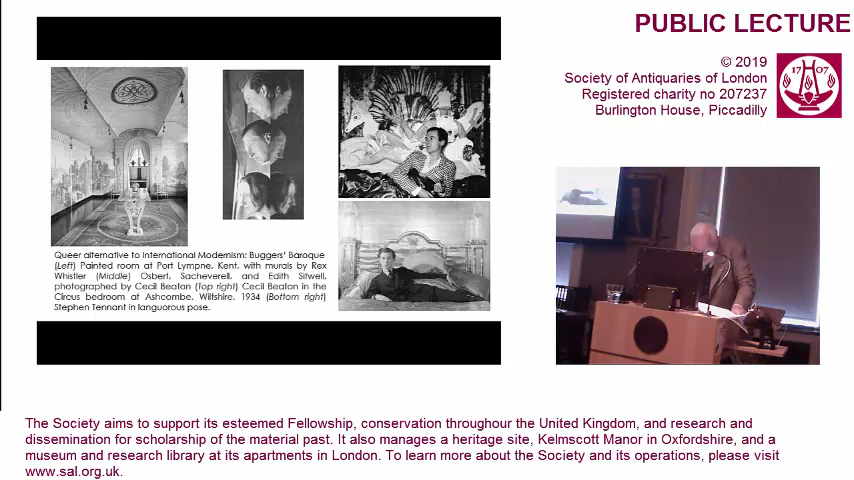 PUBLIC LECTURE
© 2019
Society of Antiquaries of London
Registered charity no 207237
Burlington House, Piccadilly
17 07
Queer alternative to International Modernism: Buggers' Baroque
(Left) Painted room at Port Lympne, Kent, with murals by Rex
Whistler (Middle) Osbert, Sacheverell, and Edith Sitwell,
photographed by Cecil Beaton (Top right) Cecil Beaton in the
Circus bedroom at Ashcombe, Wiltshire, 1934 (Bottom right)
Stephen Tennant in languorous pose.
The Society aims to support its esteemed Fellowship, conservation throughour the United Kingdom, and research and
dissemination for scholarship of the material past. It also manages a heritage site, Kelmscott Manor in Oxfordshire, and a
museum and research library at its apartments in London. To learn more about the Society and its operations, please visit
www.sal.org.uk.